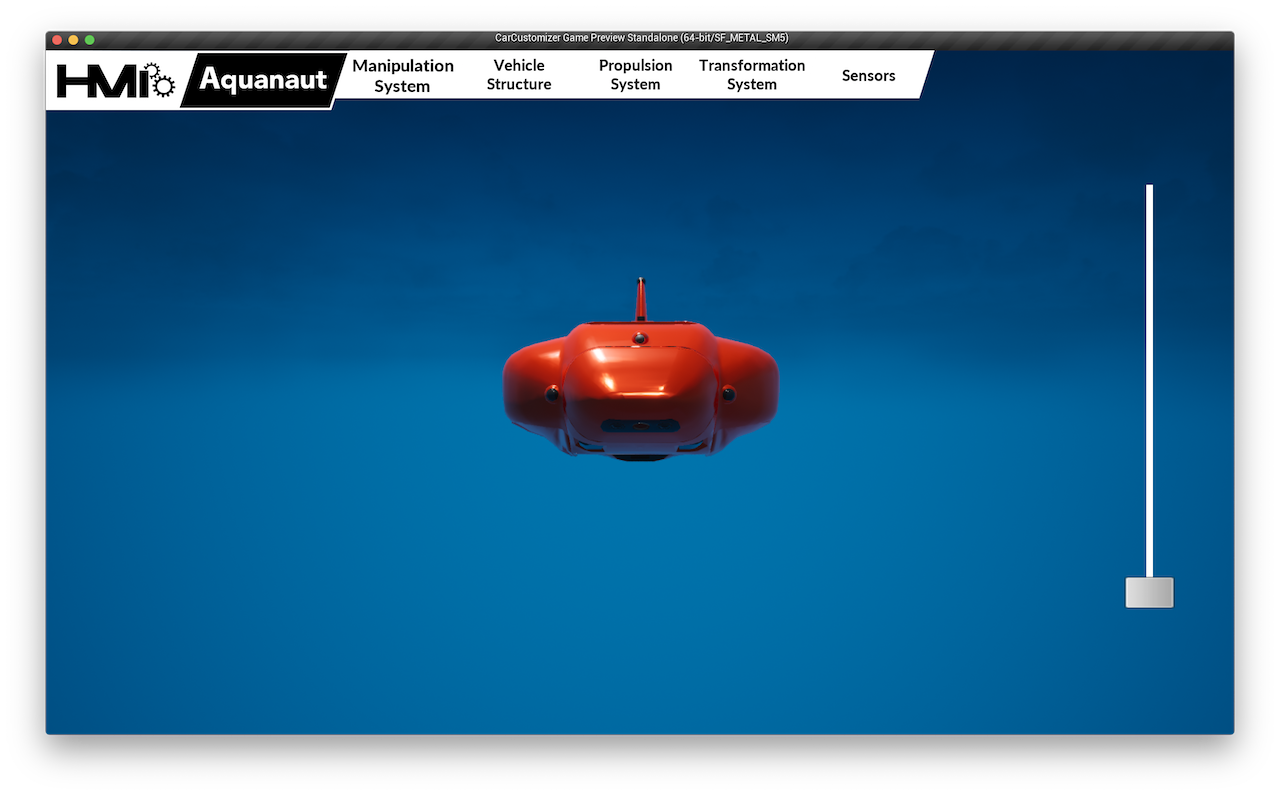 CarCustomizer Game Preview Standalone (64-bit/SF_METAL_SM5)
HMI
Aquanaut
Manipulation
System
Vehicle
Structure
Propulsion
System
Transformation
System
Sensors